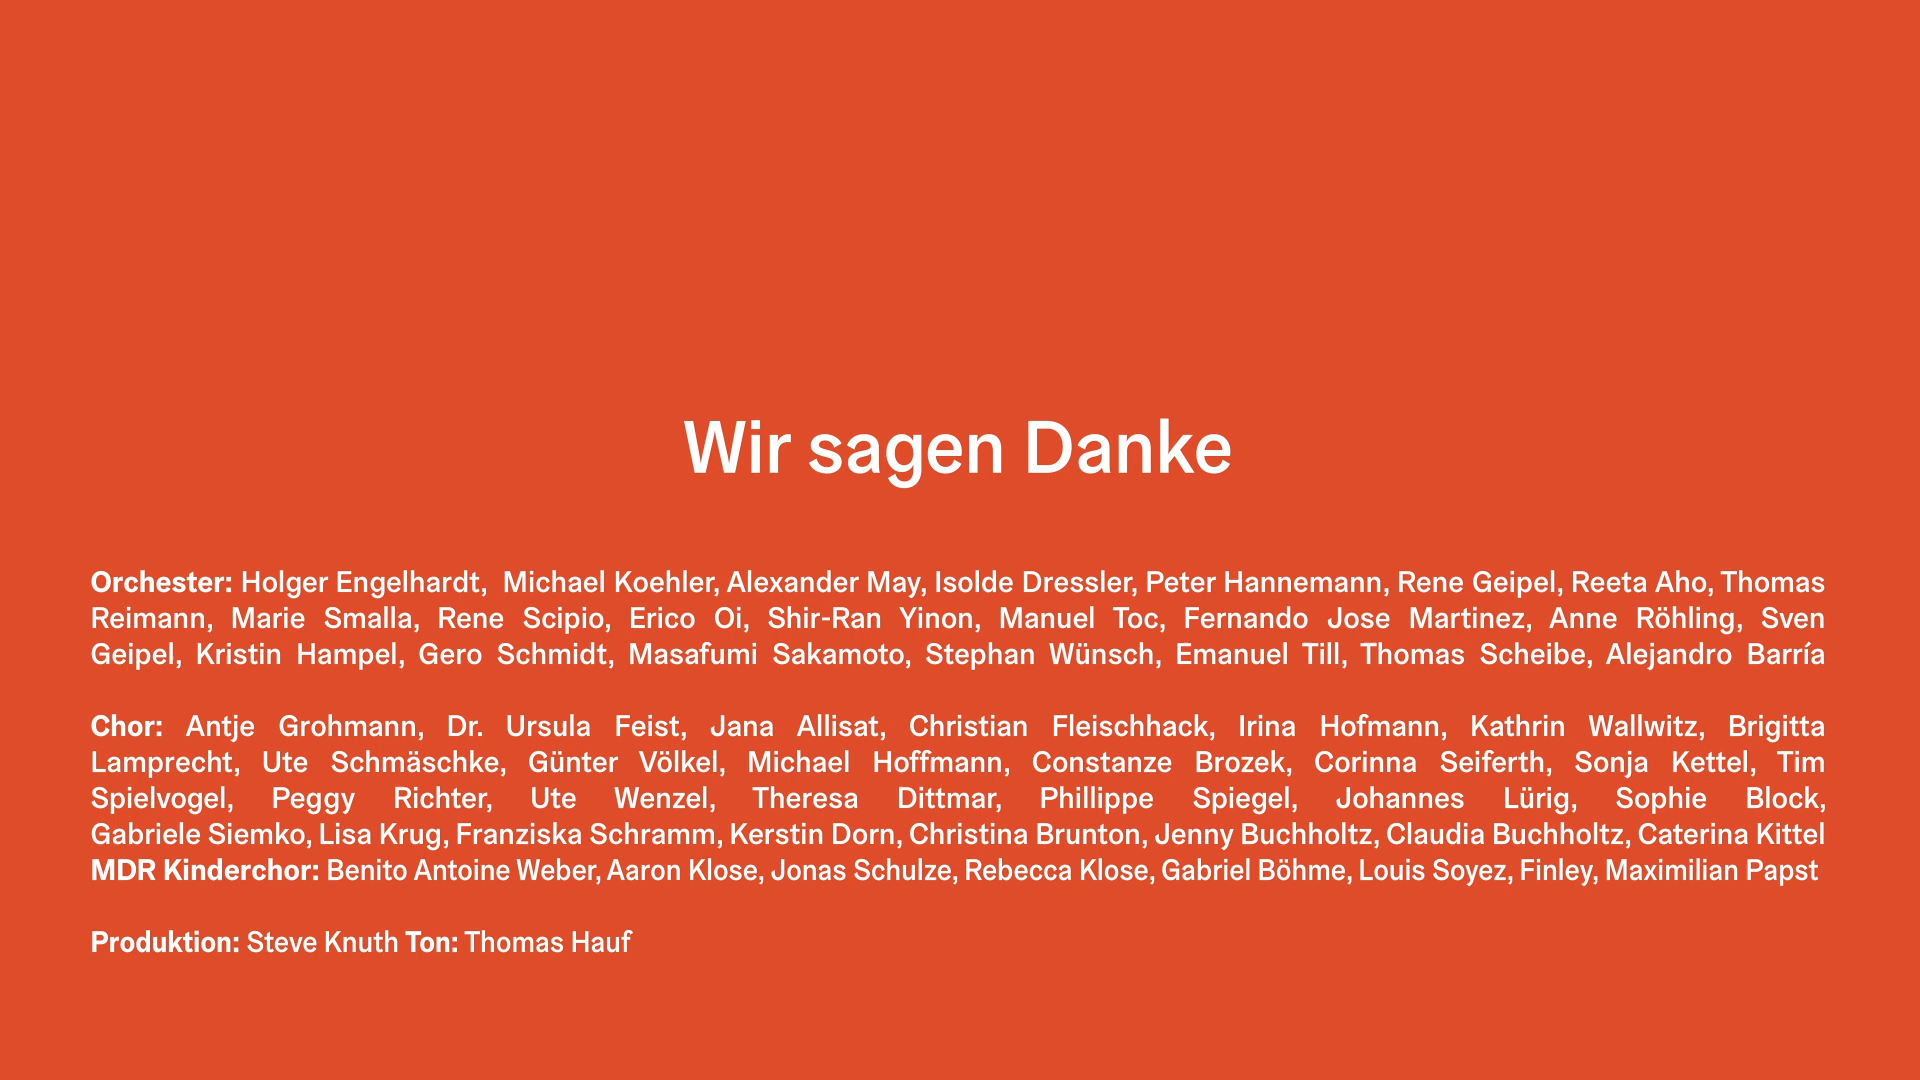 Wir sagen Danke
Orchester: Holger Engelhardt,  Michael Koehler, Alexander May, Isolde Dressler, Peter Hannemann, Rene Geipel, Reeta Aho, Thomas
Reimann, Marie Smalla, Rene Scipio, Erico Oi, Shir-Ran Yinon, Manuel Toc, Fernando Jose Martinez, Anne Röhling, Sven
Geipel, Kristin Hampel, Gero Schmidt, Masafumi Sakamoto, Stephan Wünsch, Emanuel Till, Thomas Scheibe, Alejandro Barría
Chor: Antje Grohmann, Dr. Ursula Feist, Jana Allisat, Christian Fleischhack, Irina Hofmann, Kathrin Wallwitz, Brigitta
Lamprecht, Ute Schmäschke, Günter Völkel, Michael Hoffmann, Constanze Brozek, Corinna Seiferth, Sonja Kettel, Tim
Spielvogel, Peggy Richter, Ute Wenzel, Theresa Dittmar, Phillippe Spiegel, Johannes Lürig, Sophie Block,
Gabriele Siemko, Lisa Krug, Franziska Schramm, Kerstin Dorn, Christina Brunton, Jenny Buchholtz, Claudia Buchholtz, Caterina Kittel
MDR Kinderchor: Benito Antoine Weber, Aaron Klose, Jonas Schulze, Rebecca Klose, Gabriel Böhme, Louis Soyez, Finley, Maximilian Papst
Produktion: Steve Knuth Ton: Thomas Hauf